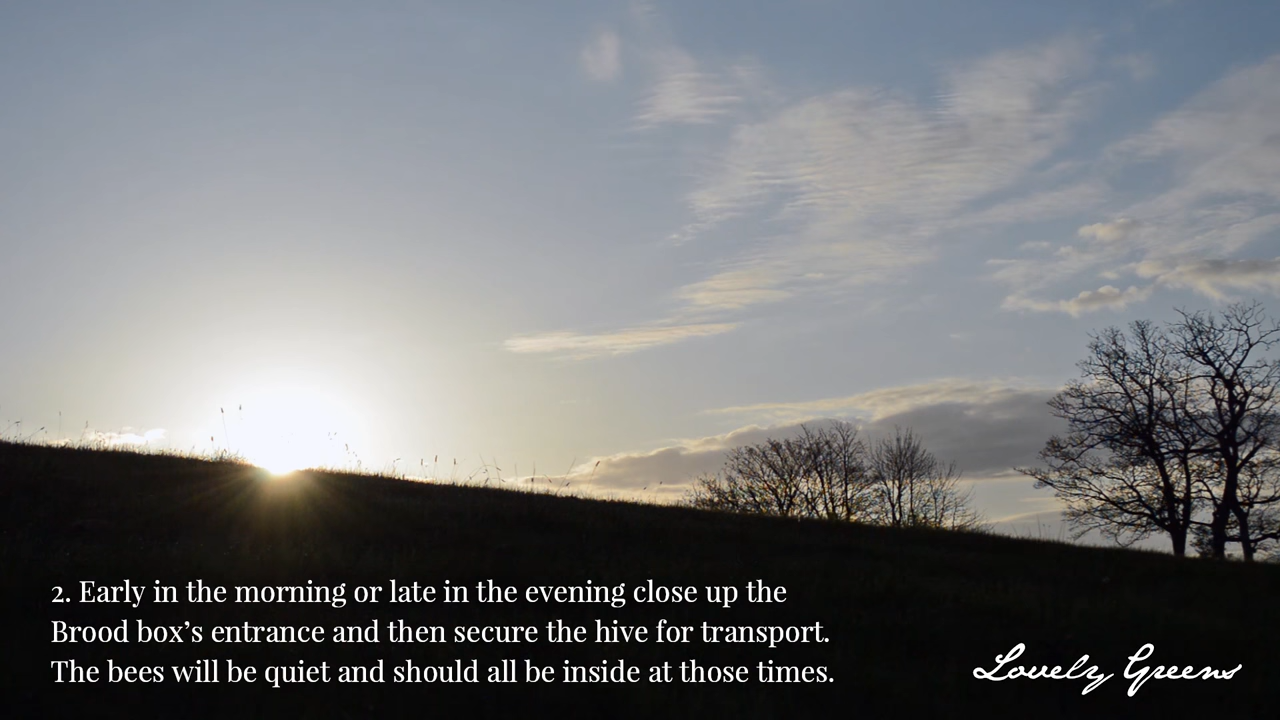 2. Early in the morning or late in the evening close up the
Brood box’s entrance and then secure the hive for transport.
The bees will be quiet and should all be inside at those times.
Lovely Greens